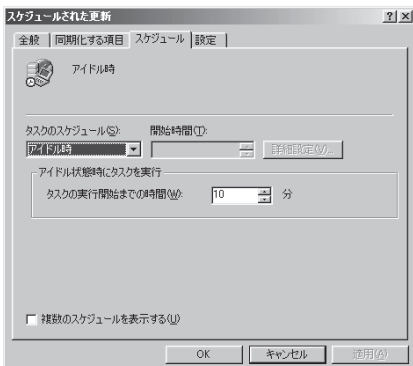 スケジュールされた更新
全般 同期化する項目 スケジュール 設定
アイドル時
タスクのスケジュール(S): 開始時間(T):
アイドル時 詳細設定(V)...
アイドル状態時にタスクを実行
タスクの実行開始までの時間(W): 10 分
複数のスケジュールを表示する(U)
OK キャンセル 適用(A)